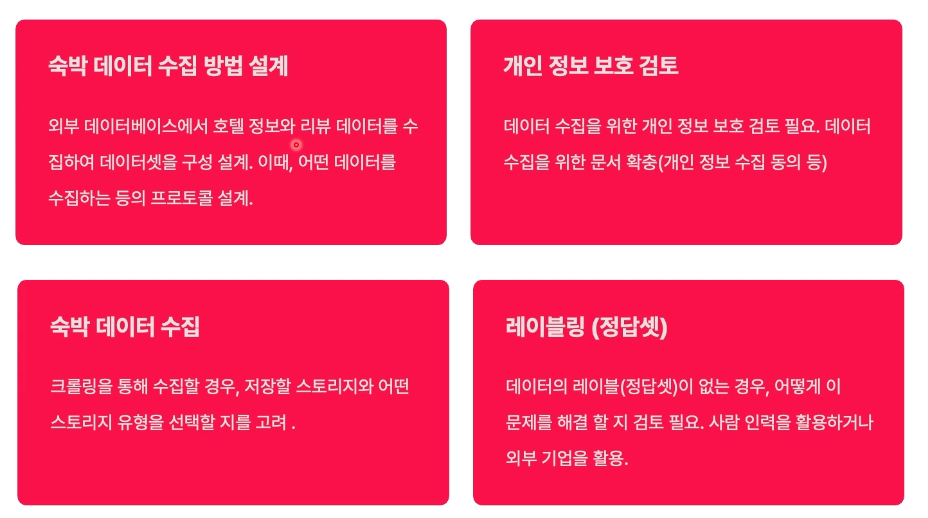 숙박 데이터 수집 방법 설계
외부 데이터베이스에서 호텔 정보와 리뷰 데이터를 수
집하여 데이터셋을 구성 설계. 이때, 어떤 데이터를
수집하는 등의 프로토콜 설계.
개인 정보 보호 검토
데이터 수집을 위한 개인 정보 보호 검토 필요. 데이터
수집을 위한 문서 확충(개인 정보 수집 동의 등)
숙박 데이터 수집
크롤링을 통해 수집할 경우, 저장할 스토리지와 어떤
스토리지 유형을 선택할 지를 고려 .
레이블링 (정답셋)
데이터의 레이블(정답셋)이 없는 경우, 어떻게 이
문제를 해결 할 지 검토 필요. 사람 인력을 활용하거나
외부 기업을 활용.